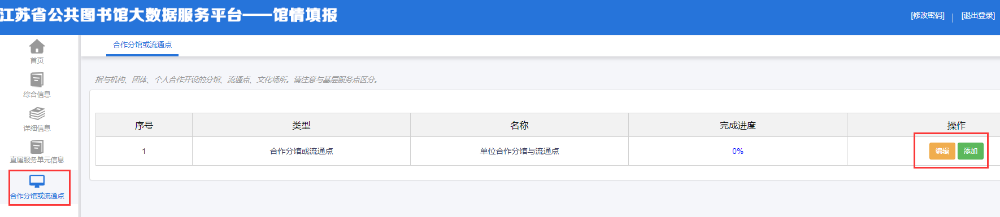 江苏省公共图书馆大数据服务平台——馆情填报
[修改密码] | [退出登录]
首页
综合信息
详细信息
直属服务单元信息
合作分馆或流通点
合作分馆或流通点
指与机构、团体、个人合作开设的分馆、流通点、文化场所。请注意与基层服务点区分。
序号 类型 名称 完成进度 操作
1 合作分馆或流通点 单位合作分馆与流通点 0% 编辑 添加